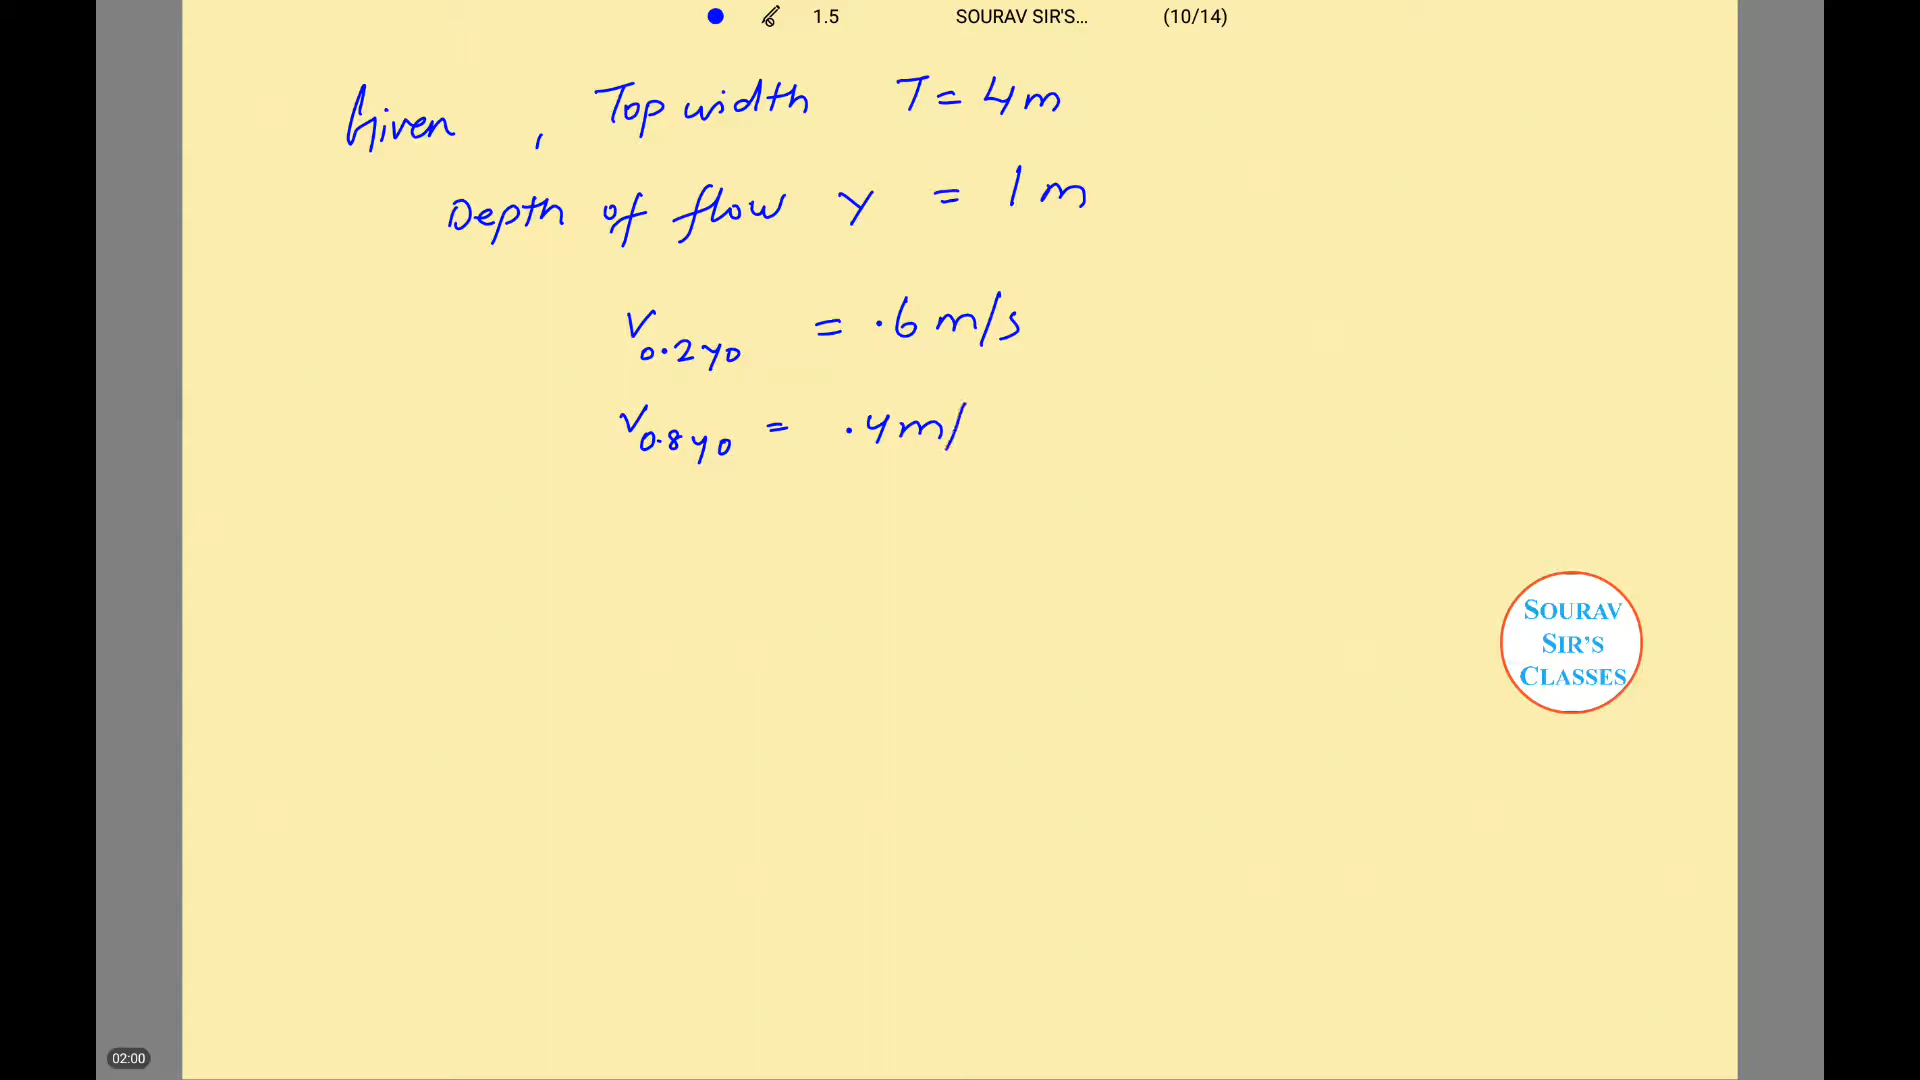 1.5 SOURAV SIR'S... (10/14)
Given , Top width T = 4m
Depth of flow y = 1 m
V0.2y0 = .6 m/s
V0.8y0 = .4 m/
SOURAV
SIR'S
CLASSES
02:00